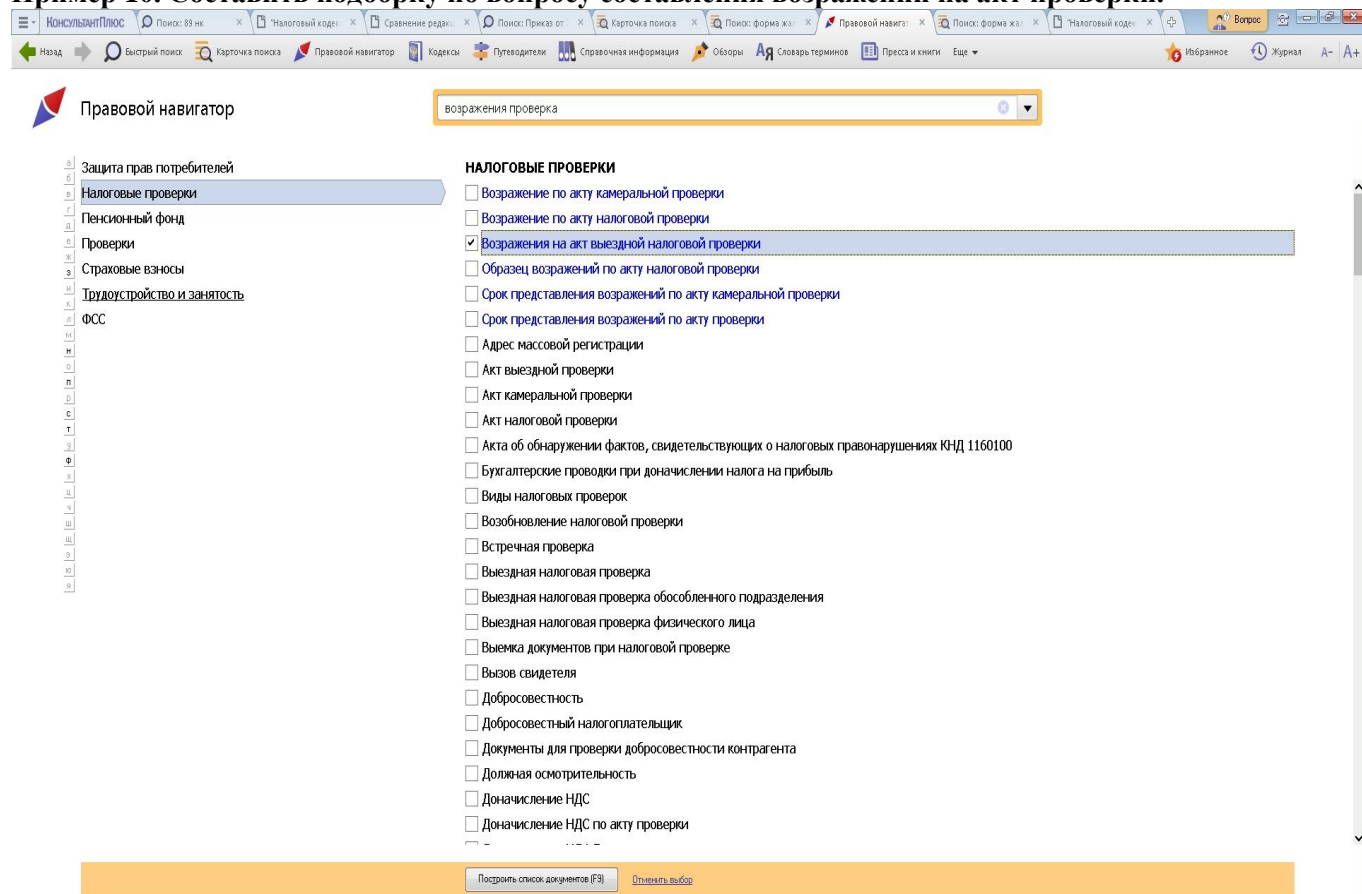 Пример 10. Составить подборку по вопросу составления возражений на акт проверки.
КонсультантПлюс Поиск: 89 нк "Налоговый кодек Сравнение редак Поиск: Приказ от Карточка поиска Поиск: форма жа Правовой навигат Поиск: форма жа "Налоговый кодек Вопрос
Назад Быстрый поиск Карточка поиска Правовой навигатор Кодексы Путеводители Справочная информация Обзоры Словарь терминов Пресса и книги Еще Избранное Журнал А- А+
Правовой навигатор
возражения проверка
а
б
в
г
д
е
ж
з
и
к
л
м
н
о
п
р
с
т
у
ф
х
ц
ч
ш
щ
э
ю
я
Защита прав потребителей
Налоговые проверки
Пенсионный фонд
Проверки
Страховые взносы
Трудоустройство и занятость
ФСС
НАЛОГОВЫЕ ПРОВЕРКИ
Возражение по акту камеральной проверки
Возражение по акту налоговой проверки
Возражения на акт выездной налоговой проверки
Образец возражений по акту налоговой проверки
Срок представления возражений по акту камеральной проверки
Срок представления возражений по акту проверки
Адрес массовой регистрации
Акт выездной проверки
Акт камеральной проверки
Акт налоговой проверки
Акта об обнаружении фактов, свидетельствующих о налоговых правонарушениях КНД 1160100
Бухгалтерские проводки при доначислении налога на прибыль
Виды налоговых проверок
Возобновление налоговой проверки
Встречная проверка
Выездная налоговая проверка
Выездная налоговая проверка обособленного подразделения
Выездная налоговая проверка физического лица
Выемка документов при налоговой проверке
Вызов свидетеля
Добросовестность
Добросовестный налогоплательщик
Документы для проверки добросовестности контрагента
Должная осмотрительность
Доначисление НДС
Доначисление НДС по акту проверки
Построить список документов (F9) Отменить выбор